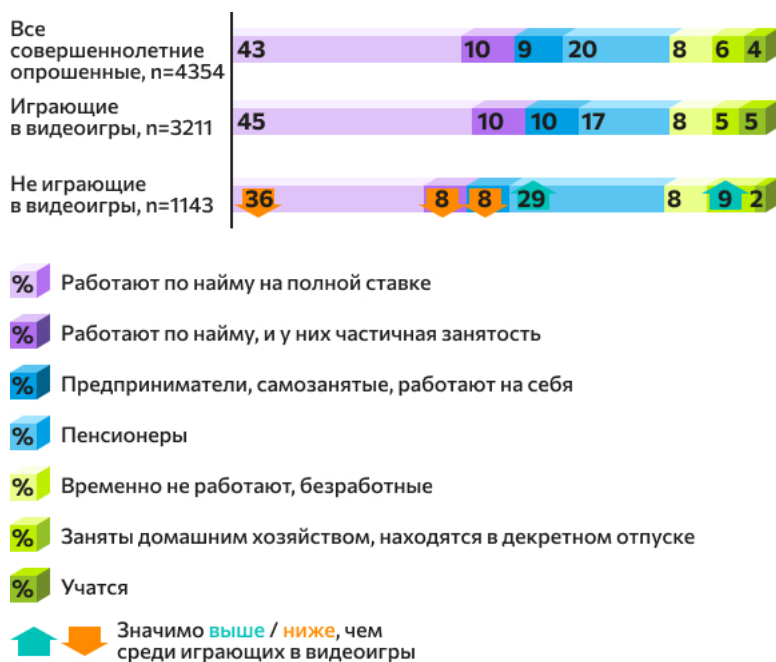 Все
совершеннолетние
опрошенные, n=4354
43 10 9 20 8 6 4
Играющие
в видеоигры, n=3211
45 10 10 17 8 5 5
Не играющие
в видеоигры, n=1143
36 8 8 29 8 9 2
% Работают по найму на полной ставке
% Работают по найму, и у них частичная занятость
% Предприниматели, самозанятые, работают на себя
% Пенсионеры
% Временно не работают, безработные
% Заняты домашним хозяйством, находятся в декретном отпуске
% Учатся
Значимо выше / ниже, чем
среди играющих в видеоигры